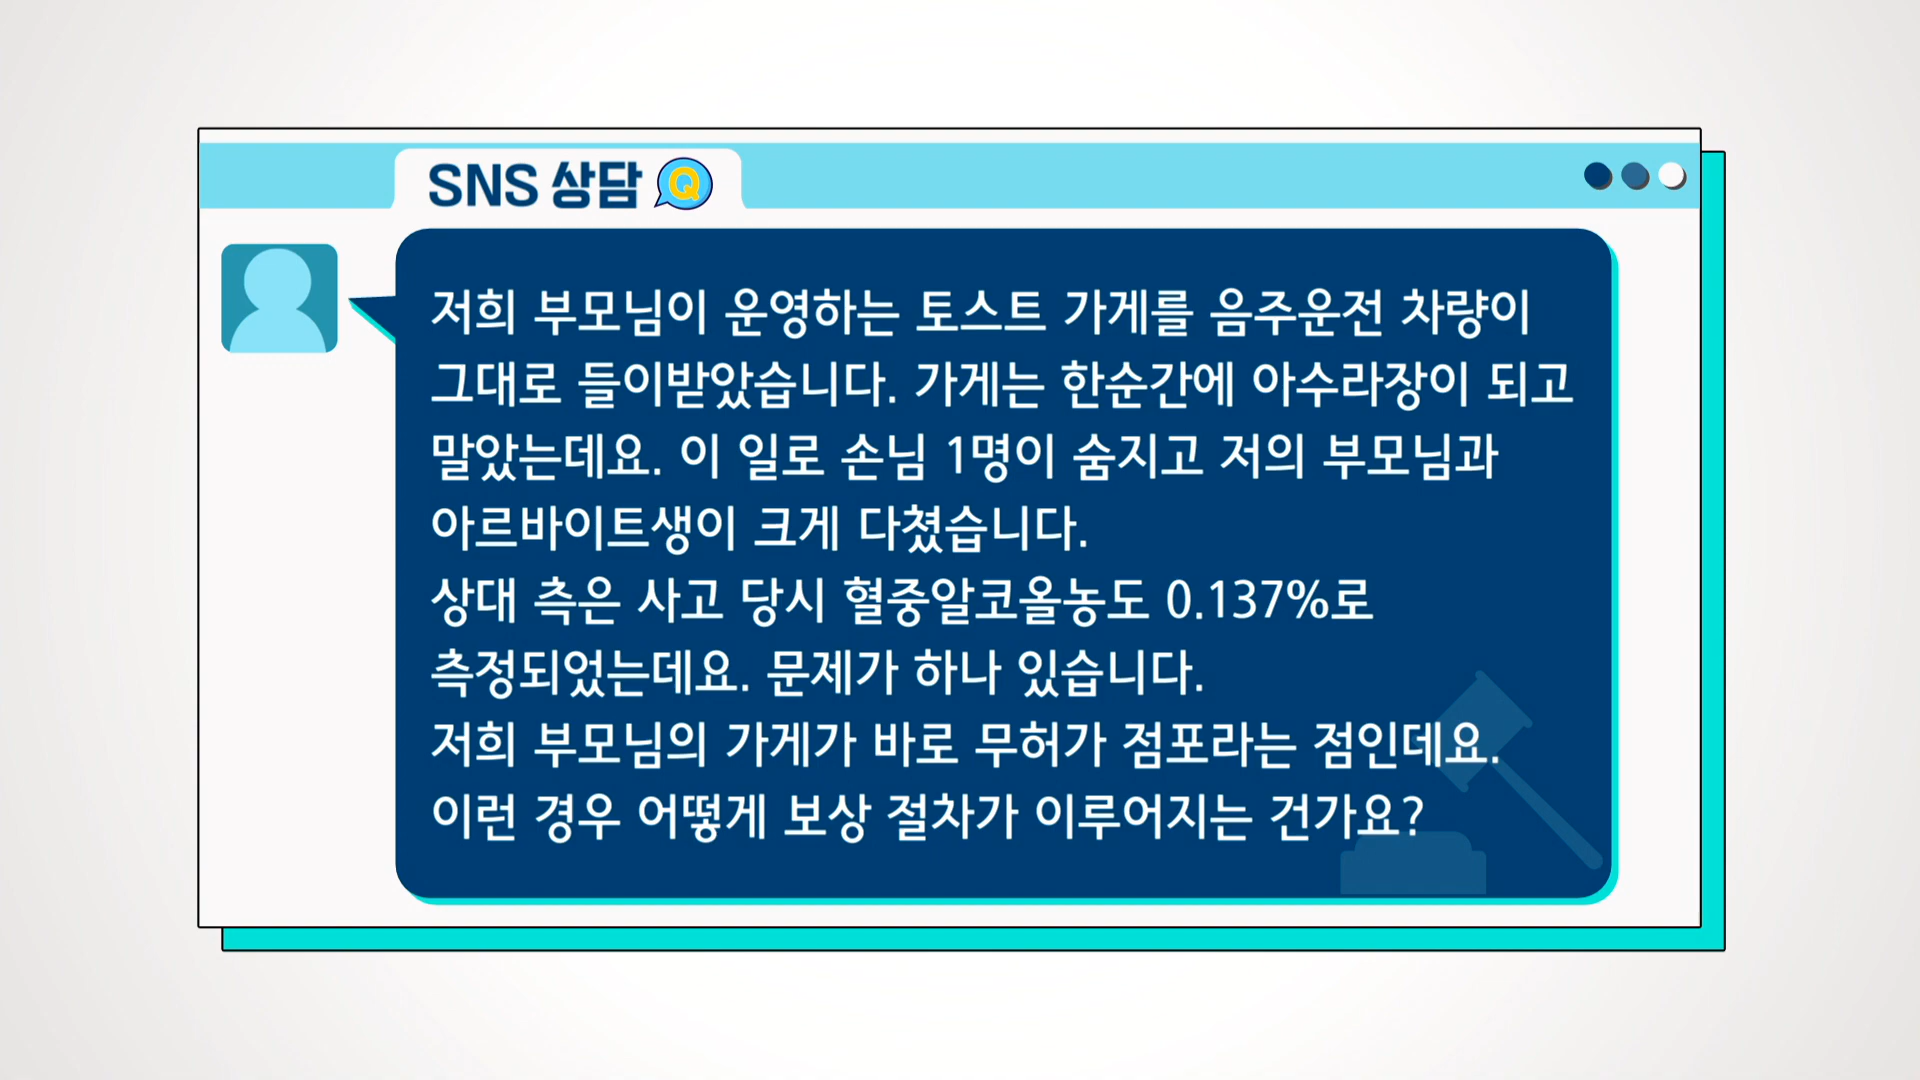 SNS 상담 Q
저희 부모님이 운영하는 토스트 가게를 음주운전 차량이
그대로 들이받았습니다. 가게는 한순간에 아수라장이 되고
말았는데요. 이 일로 손님 1명이 숨지고 저의 부모님과
아르바이트생이 크게 다쳤습니다.
상대 측은 사고 당시 혈중알코올농도 0.137%로
측정되었는데요. 문제가 하나 있습니다.
저희 부모님의 가게가 바로 무허가 점포라는 점인데요.
이런 경우 어떻게 보상 절차가 이루어지는 건가요?